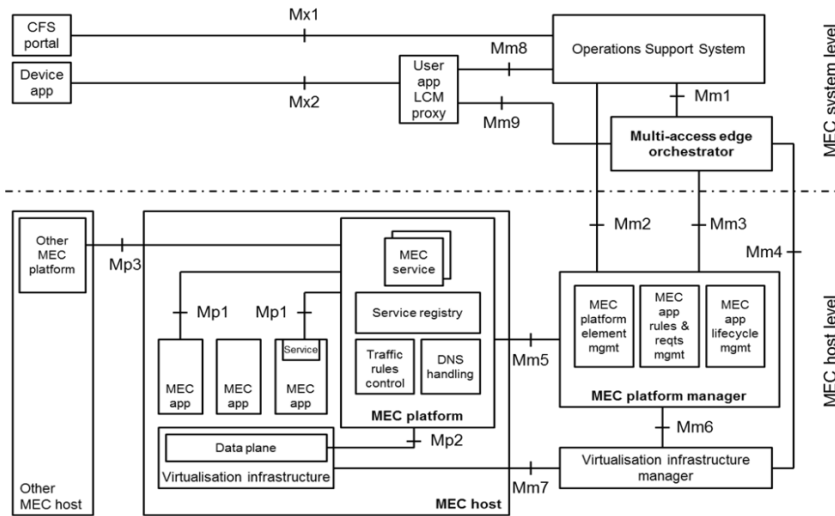 CFS
portal
Mx1
Operations Support System
Device
app
Mx2
User
app
LCM
proxy
Mm8
Mm9
Mm1
Multi-access edge
orchestrator
MEC system level
Other
MEC
platform
Mp3
MEC
service
Mm2
Mm3
Mm4
Mp1
Mp1
Service registry
MEC
platform
element
mgmt
MEC
app
rules &
reqts
mgmt
MEC
app
lifecycle
mgmt
MEC
app
MEC
app
Service
MEC
app
Traffic
rules
control
DNS
handling
Mm5
MEC platform
MEC platform manager
MEC host level
Mp2
Mm6
Data plane
Virtualisation infrastructure
Mm7
Virtualisation infrastructure
manager
Other
MEC host
MEC host